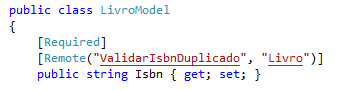 public class LivroModel
{
[Required]
[Remote("ValidarIsbnDuplicado", "Livro")]
public string Isbn { get; set; }